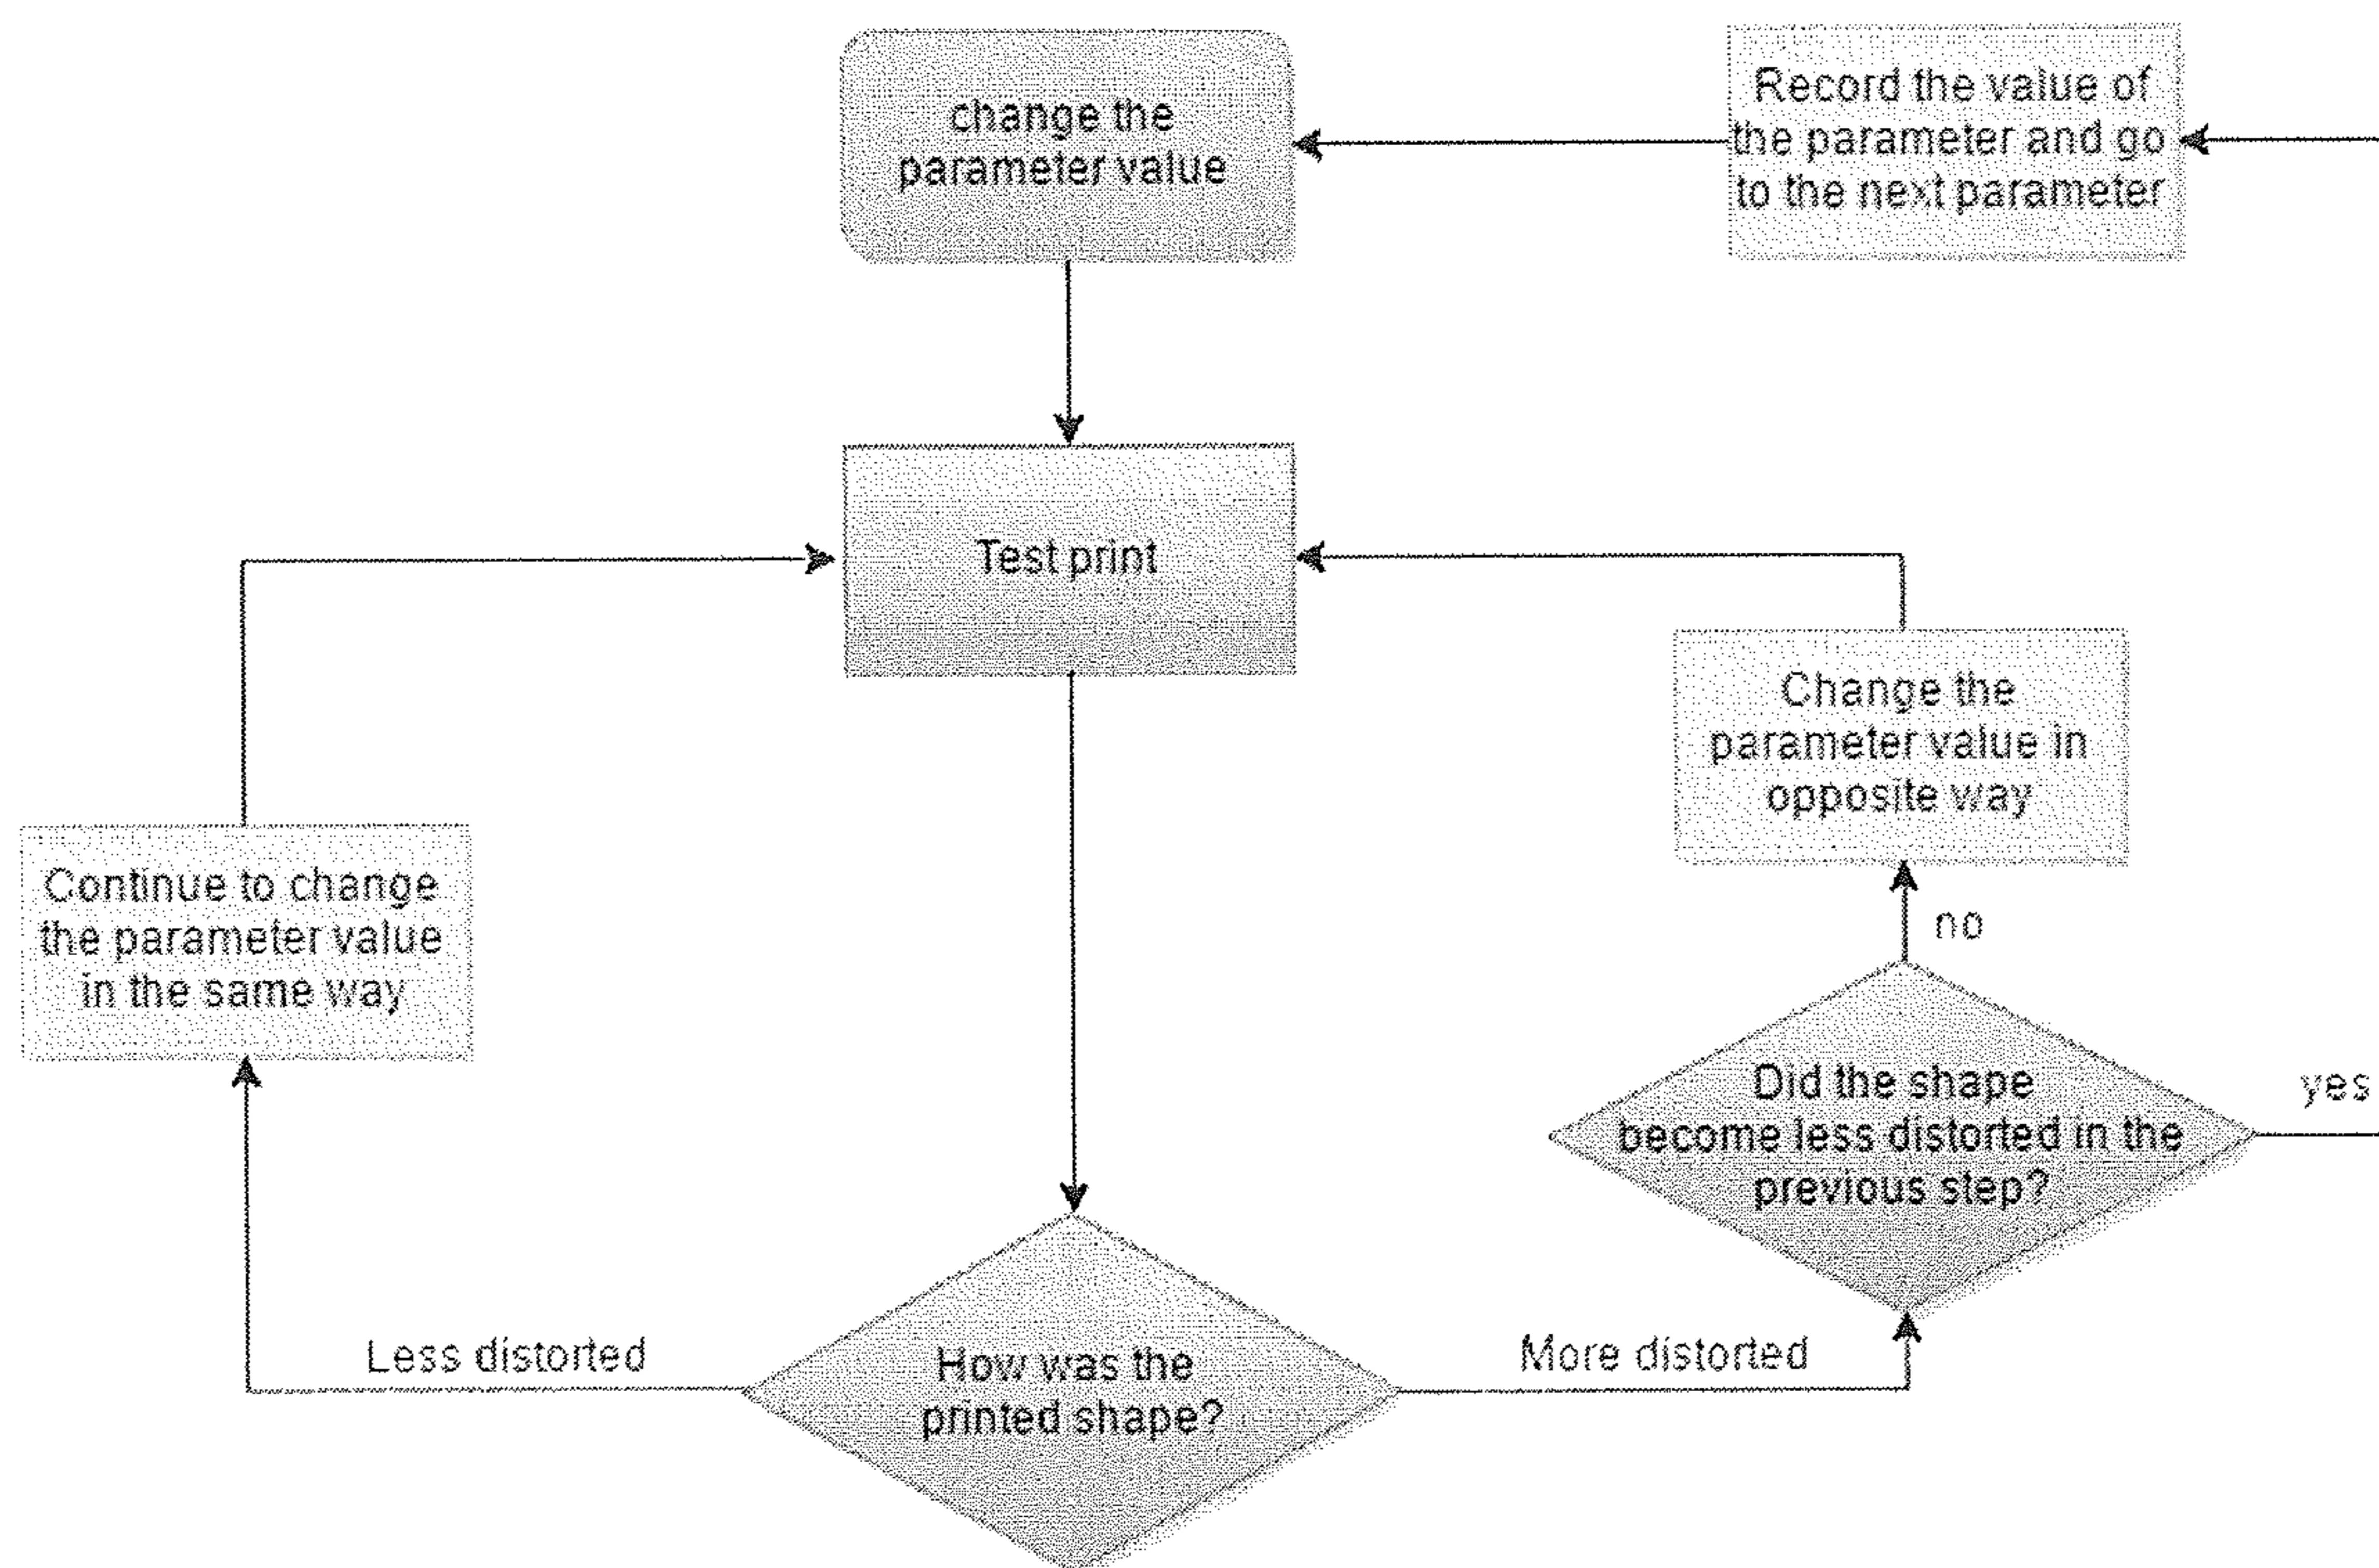 change the
parameter value
Record the value of
the parameter and go
to the next parameter
Test print
Change the
parameter value in
opposite way
Continue to change
the parameter value
in the same way
no
Did the shape
become less distorted in the
previous step?
yes
Less distorted
How was the
printed shape?
More distorted